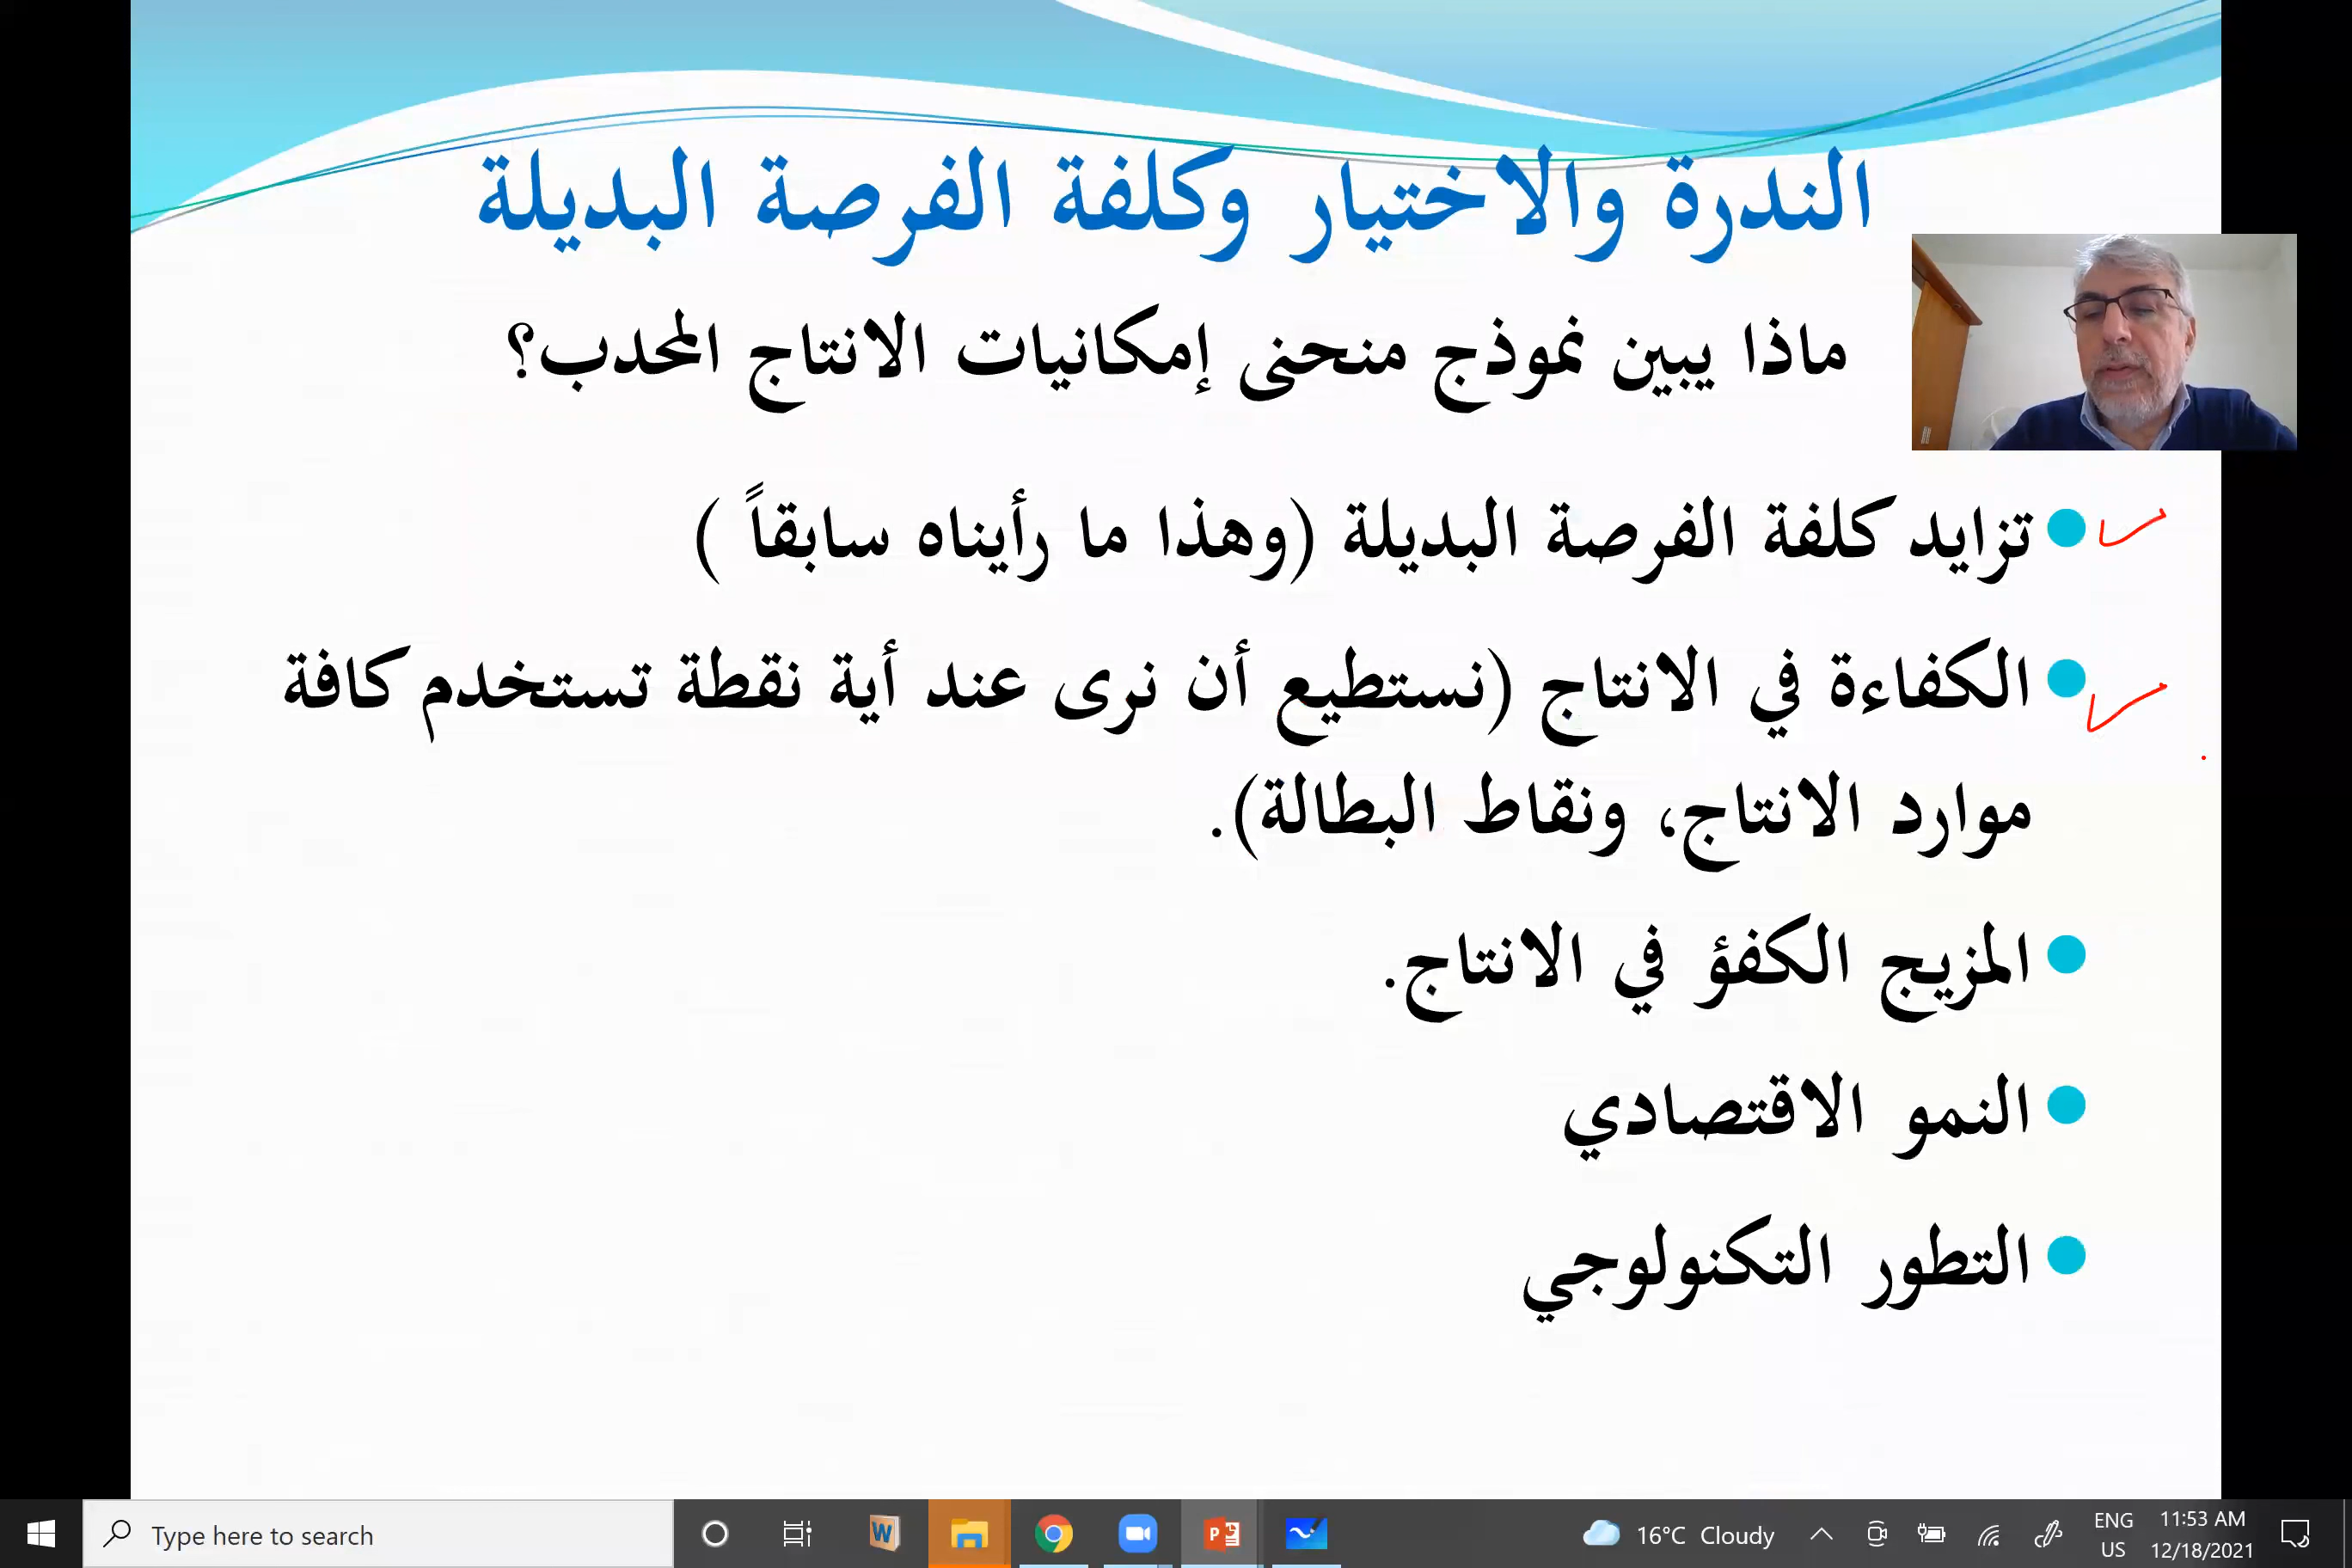 الندرة والاختيار وكلفة الفرصة البديلة
ماذا يبين نموذج منحنى إمكانيات الانتاج المحدب؟
تزايد كلفة الفرصة البديلة (وهذا ما رأيناه سابقاً )
الكفاءة في الانتاج (نستطيع أن نرى عند أية نقطة تستخدم كافة
موارد الانتاج، ونقاط البطالة).
المزيج الكفؤ في الانتاج.
النمو الاقتصادي
التطور التكنولوجي
Type here to search
16°C Cloudy
ENG
US
11:53 AM
12/18/2021